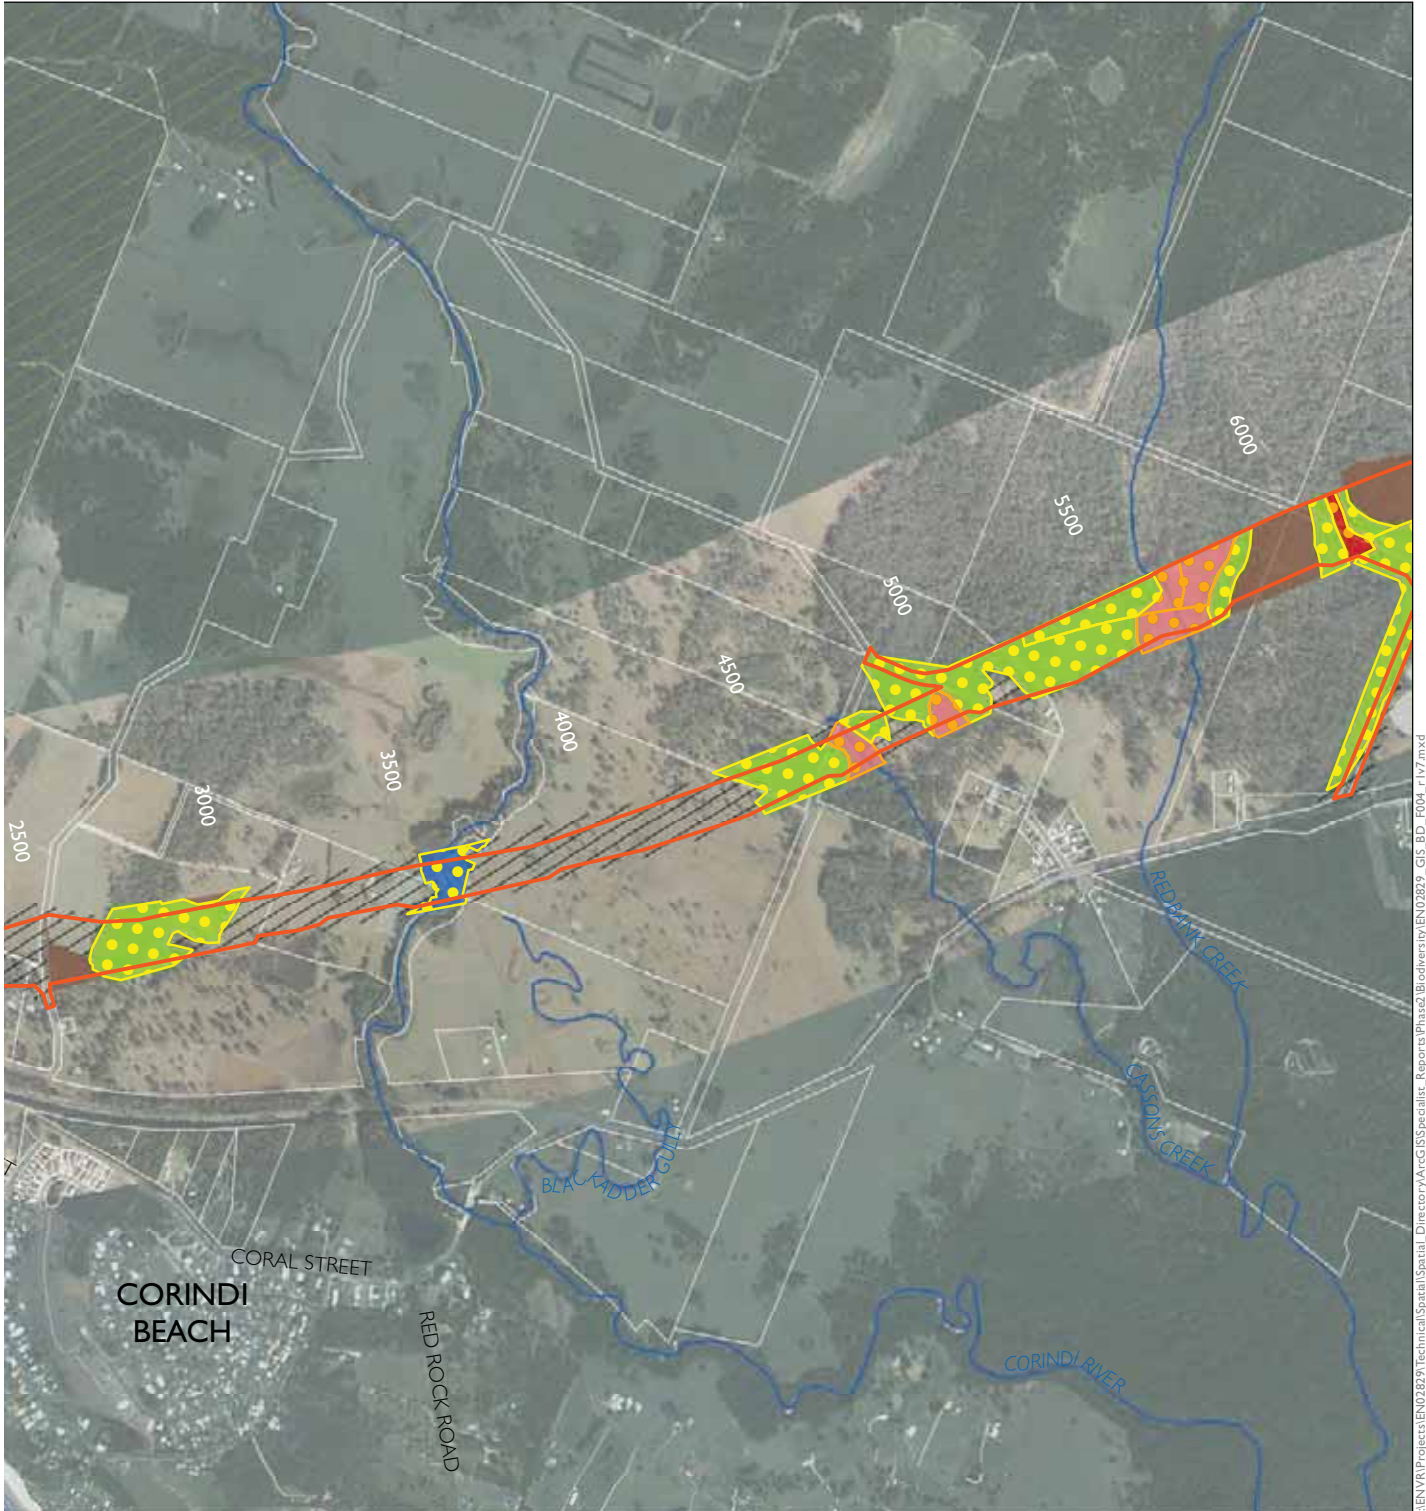 6000
5500
5000
4500
4000
3500
3000
2500
REDBANK CREEK
CASSONS CREEK
BLACKADDER GULLY
CORAL STREET
CORINDI
BEACH
RED ROCK ROAD
CORINDI RIVER
T
\ENVR\Projects\EN02829\Technical\Spatial\Spatial_Directory\ArcGIS\Specialist_Reports\Phase2\Biodiversity\EN02829_GIS_BD_F004_r1v7.mxd